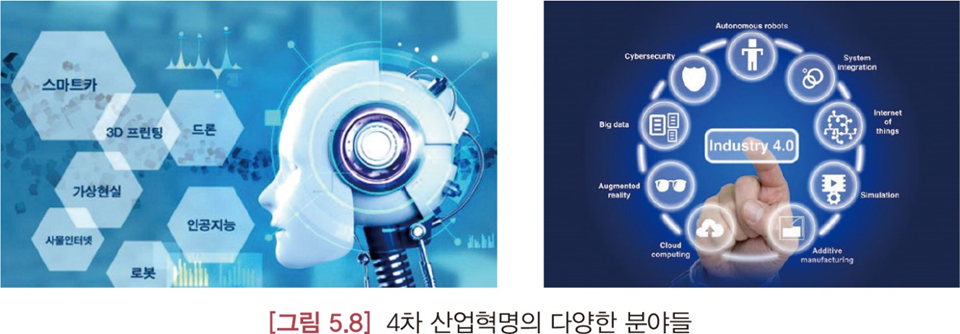 스마트카
3D 프린팅
드론
가상현실
사물인터넷
인공지능
로봇
Autonomous robots
Cybersecurity
System
integration
Big data
Internet
of
things
Industry 4.0
Augmented
reality
Simulation
Cloud
computing
Additive
manufacturing
[그림 5.8] 4차 산업혁명의 다양한 분야들